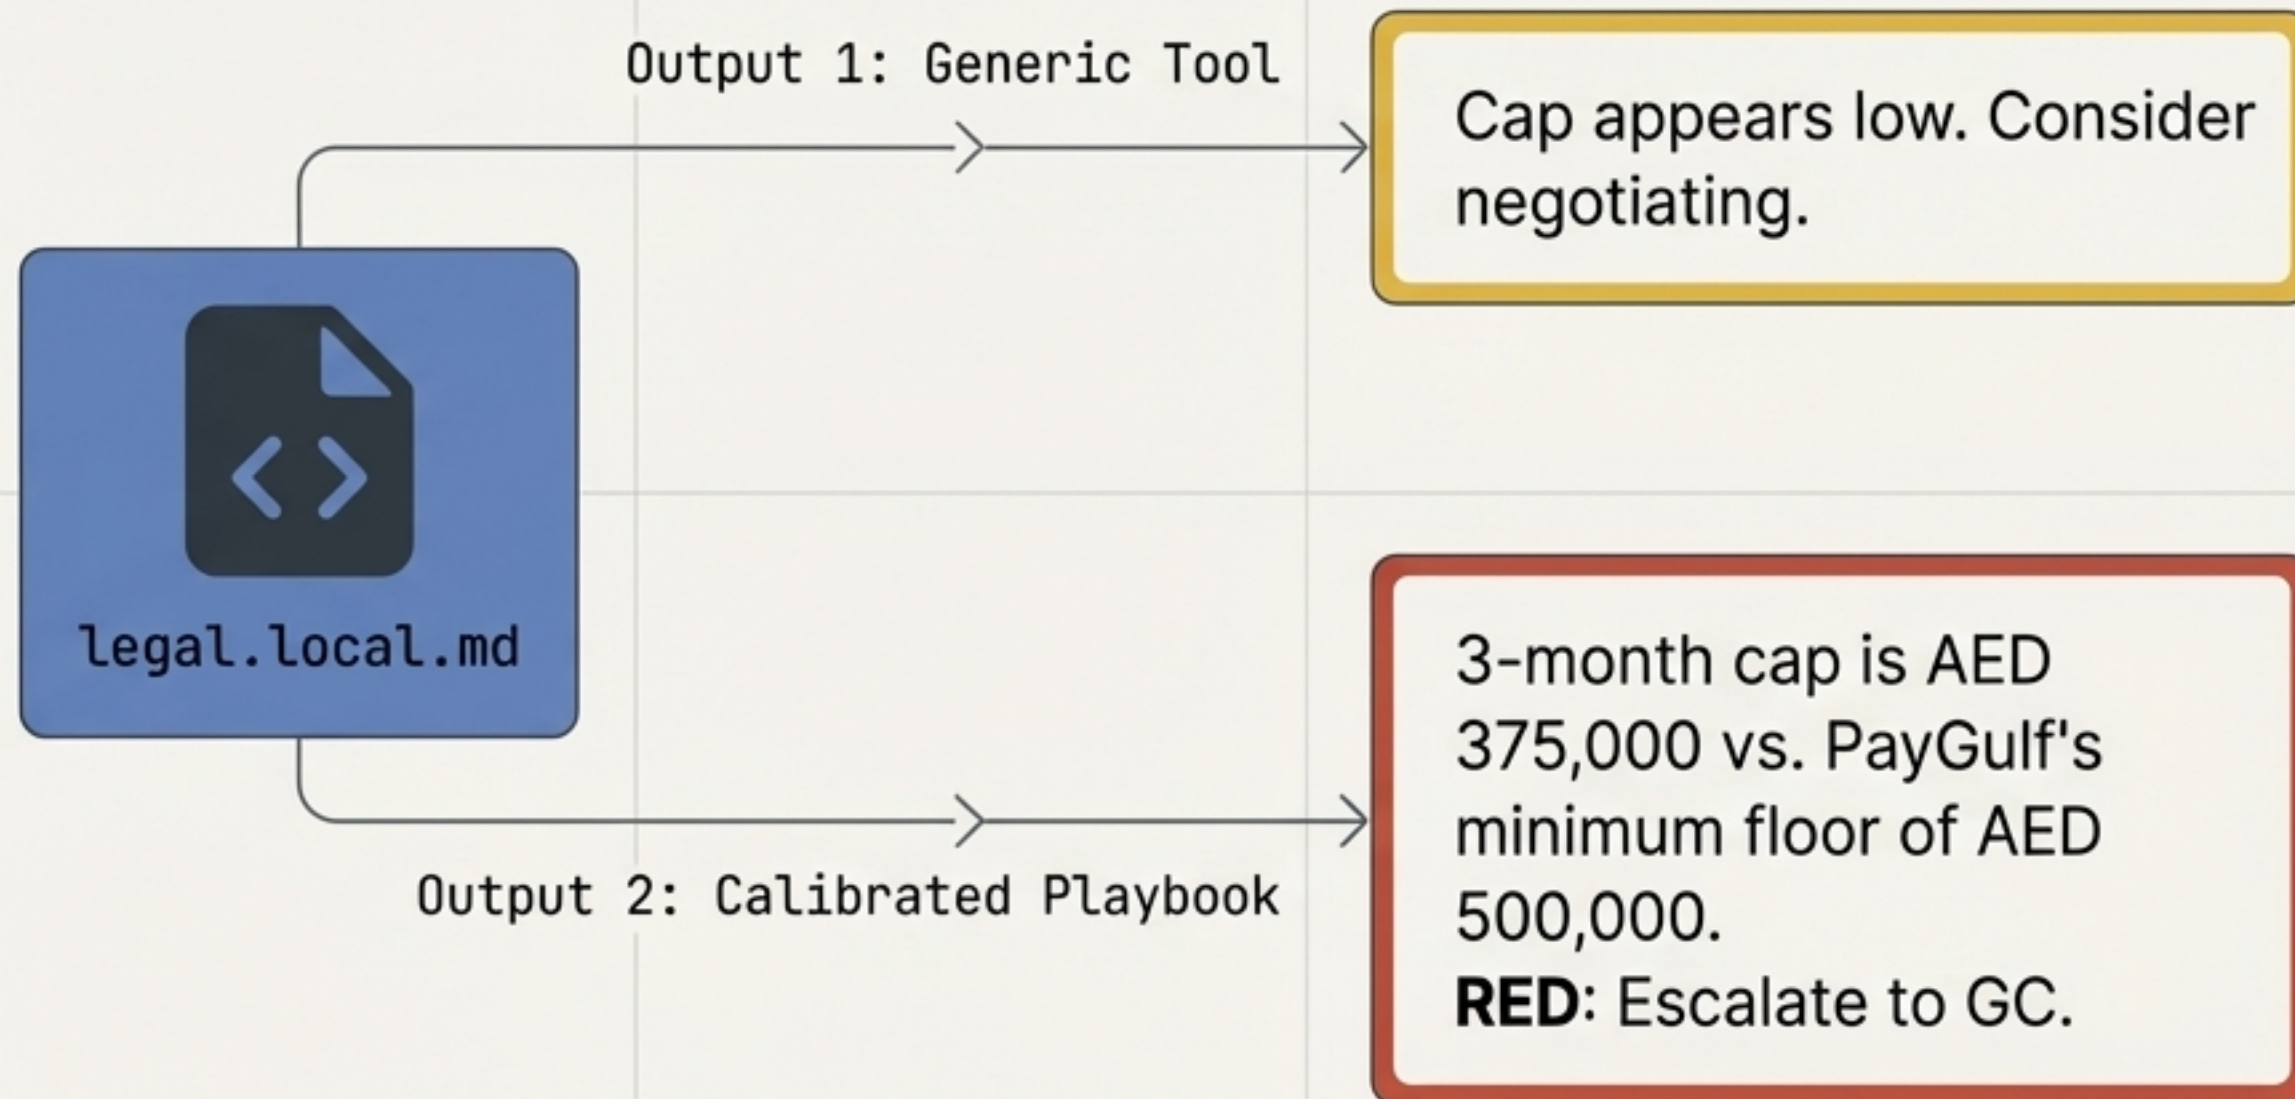 Output 1: Generic Tool
Cap appears low. Consider
negotiating.
legal.local.md
Output 2: Calibrated Playbook
3-month cap is AED
375,000 vs. PayGulf's
minimum floor of AED
500,000.
RED: Escalate to GC.